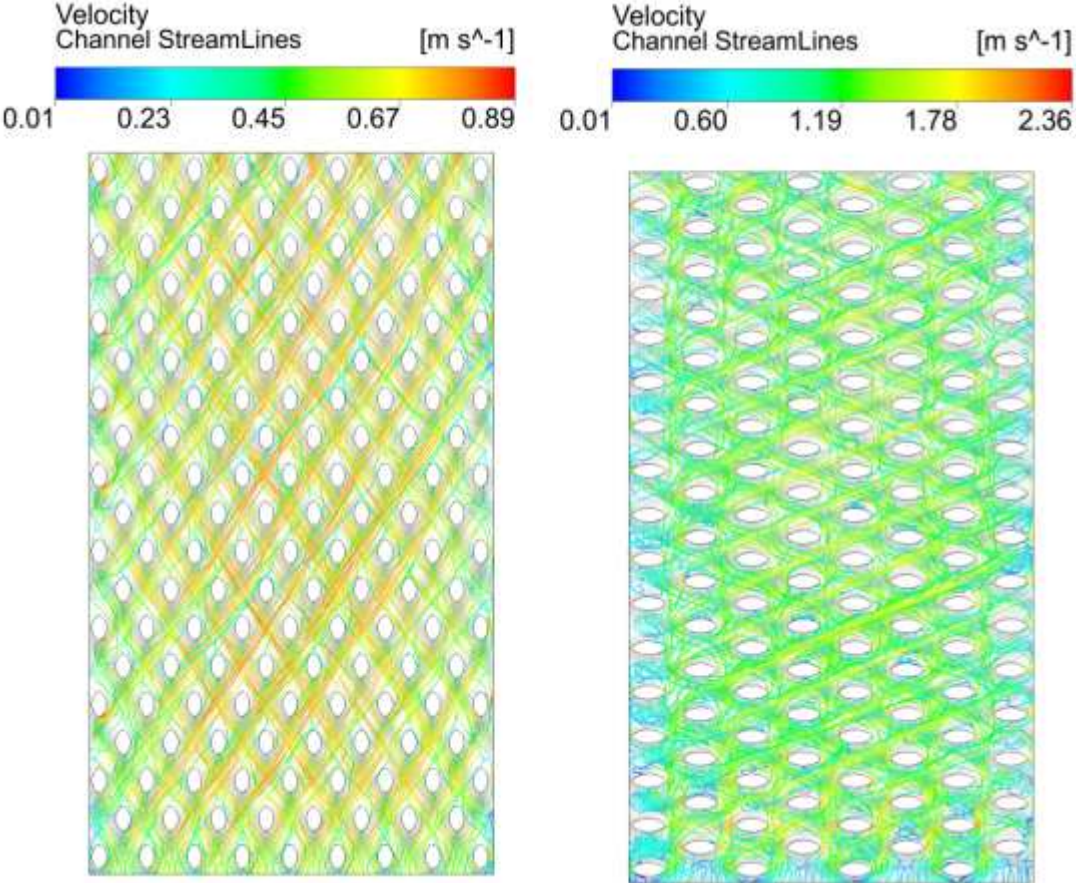 Velocity
Channel StreamLines [m s^-1]
0.01 0.23 0.45 0.67 0.89
Velocity
Channel StreamLines [m s^-1]
0.01 0.60 1.19 1.78 2.36